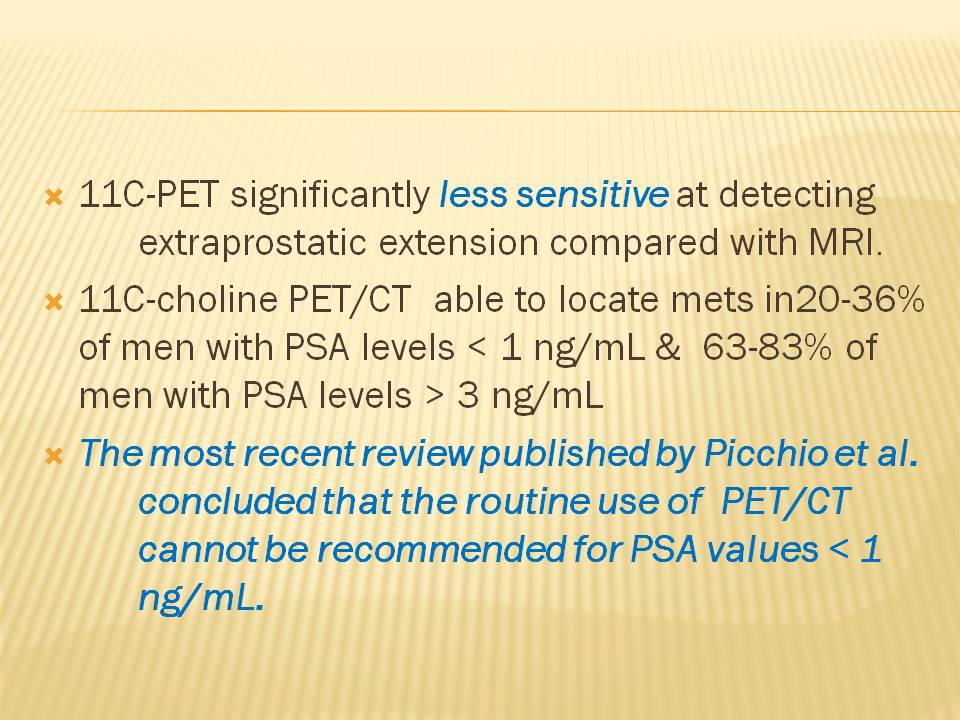 11C-PET significantly less sensitive at detecting
extraprostatic extension compared with MRI.
11C-choline PET/CT able to locate mets in20-36%
of men with PSA levels < 1 ng/mL & 63-83% of
men with PSA levels > 3 ng/mL
The most recent review published by Picchio et al.
concluded that the routine use of PET/CT
cannot be recommended for PSA values < 1
ng/mL.